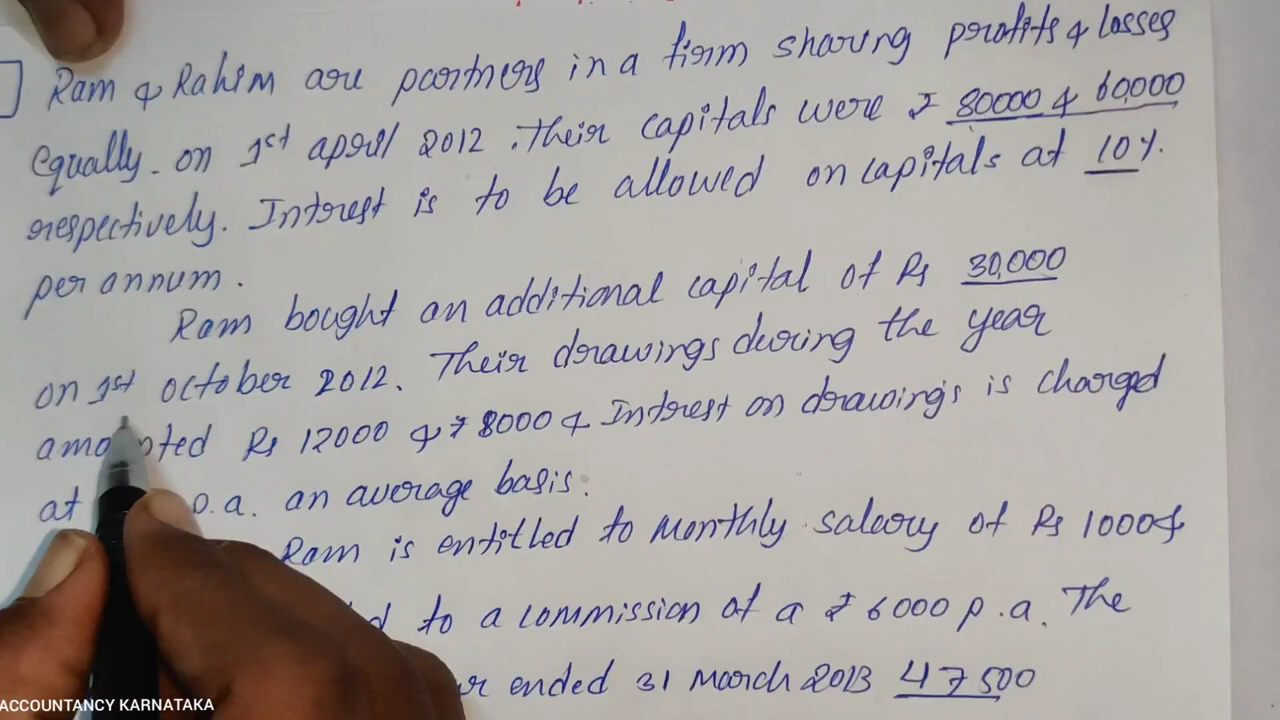 Ram & Rahim are partners in a firm sharing profits & losses
equally. on 1st april 2012. Their capitals were ₹ 80000 & 60,000
respectively. Interest is to be allowed on capitals at 10%.
per annum.
Ram bought an additional capital of Rs 30,000
on 1st october 2012. Their drawings during the year
Rs 12000 & ₹ 8000 & Interest on drawings is charged
at p.a. an average basis.
Ram is entitled to monthly salary of Rs 1000 &
to a commission of a ₹ 6000 p.a. The
ended 31 March 2013 47500
ACCOUNTANCY KARNATAKA